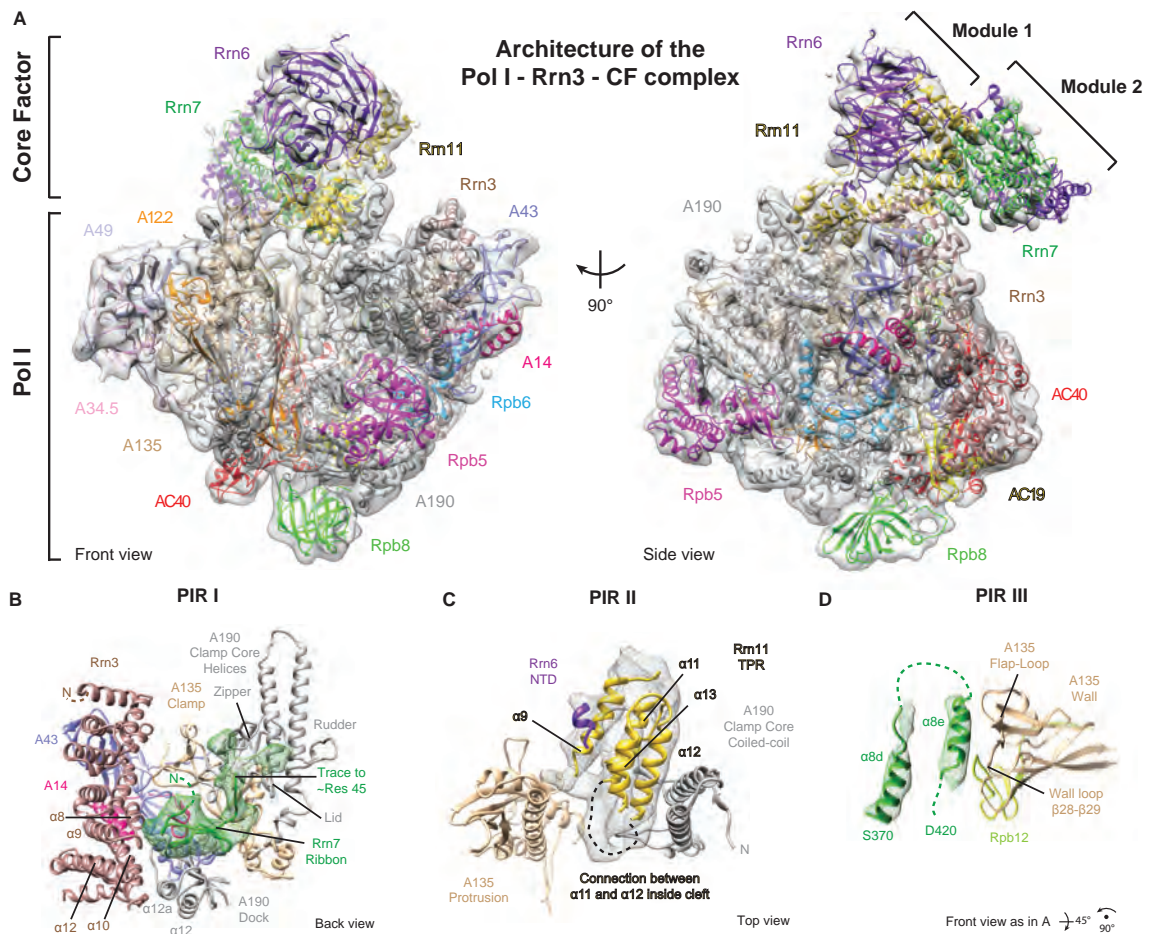 A
Architecture of the
Pol I - Rrn3 - CF complex
Core Factor
Pol I
Rrn6
Rrn7
Rrn11
Rrn3
A43
A12.2
A49
A34.5
A135
AC40
A14
Rpb6
Rpb5
A190
Rpb8
Front view
90°
Rrn6
Module 1
Module 2
Rrn11
A190
Rrn7
Rrn3
AC40
Rpb5
AC19
Rpb8
Side view
B
PIR I
Rrn3
N
A43
A14
α8
α9
α12
α10
α12a
α12
A190
Clamp Core
Helices
Zipper
A135
Clamp
Rudder
N
Trace to
~Res 45
Lid
Rrn7
Ribbon
A190
Dock
Back view
C
PIR II
Rrn6
NTD
α11
Rrn11
TPR
α13
α9
α12
A190
Clamp Core
Coiled-coil
N
A135
Protrusion
Connection between
α11 and α12 inside cleft
Top view
D
PIR III
A135
Flap-Loop
A135
Wall
α8e
α8d
Wall loop
β28-β29
S370
D420
Rpb12
Front view as in A
45°
90°